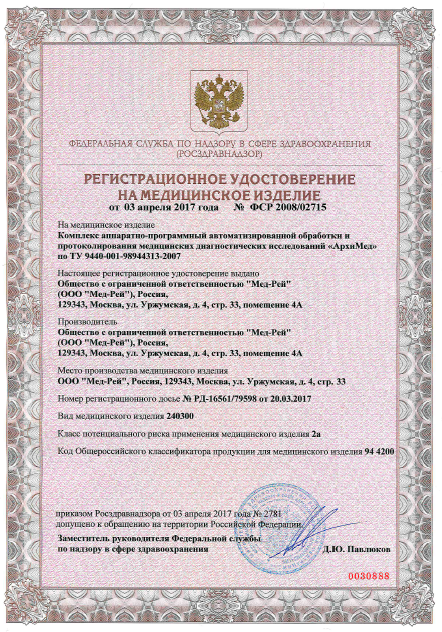 ФЕДЕРАЛЬНАЯ СЛУЖБА ПО НАДЗОРУ В СФЕРЕ ЗДРАВООХРАНЕНИЯ
(РОСЗДРАВНАДЗОР)
РЕГИСТРАЦИОННОЕ УДОСТОВЕРЕНИЕ
НА МЕДИЦИНСКОЕ ИЗДЕЛИЕ
от 03 апреля 2017 года № ФСР 2008/02715
На медицинское изделие
Комплекс аппаратно-программный автоматизированной обработки и
протоколирования медицинских диагностических исследований «АрхиМед»
по ТУ 9440-001-98944313-2007
Настоящее регистрационное удостоверение выдано
Общество с ограниченной ответственностью "Мед-Рей"
(ООО "Мед-Рей"), Россия,
129343, Москва, ул. Уржумская, д. 4, стр. 33, помещение 4А
Производитель
Общество с ограниченной ответственностью "Мед-Рей"
(ООО "Мед-Рей"), Россия,
129343, Москва, ул. Уржумская, д. 4, стр. 33, помещение 4А
Место производства медицинского изделия
ООО "Мед-Рей", Россия, 129343, Москва, ул. Уржумская, д. 4, стр. 33
Номер регистрационного досье № РД-16561/79598 от 20.03.2017
Вид медицинского изделия 240300
Класс потенциального риска применения медицинского изделия 2а
Код Общероссийского классификатора продукции для медицинского изделия 94 4200
приказом Росздравнадзора от 03 апреля 2017 года № 2781
допущено к обращению на территории Российской Федерации.
Заместитель руководителя Федеральной службы
по надзору в сфере здравоохранения
Д.Ю. Павлюков
0030888